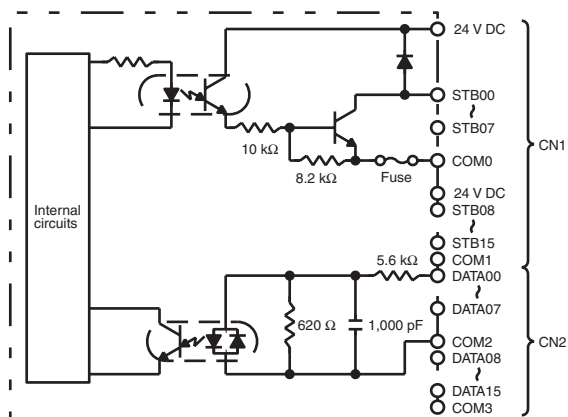 24 V DC
STB00
~
STB07
CN1
10 kΩ
COM0
8.2 kΩ
Fuse
24 V DC
STB08
Internal
circuits
~
STB15
5.6 kΩ
COM1
DATA00
~
DATA07
620 Ω
1,000 pF
COM2
CN2
DATA08
~
DATA15
COM3